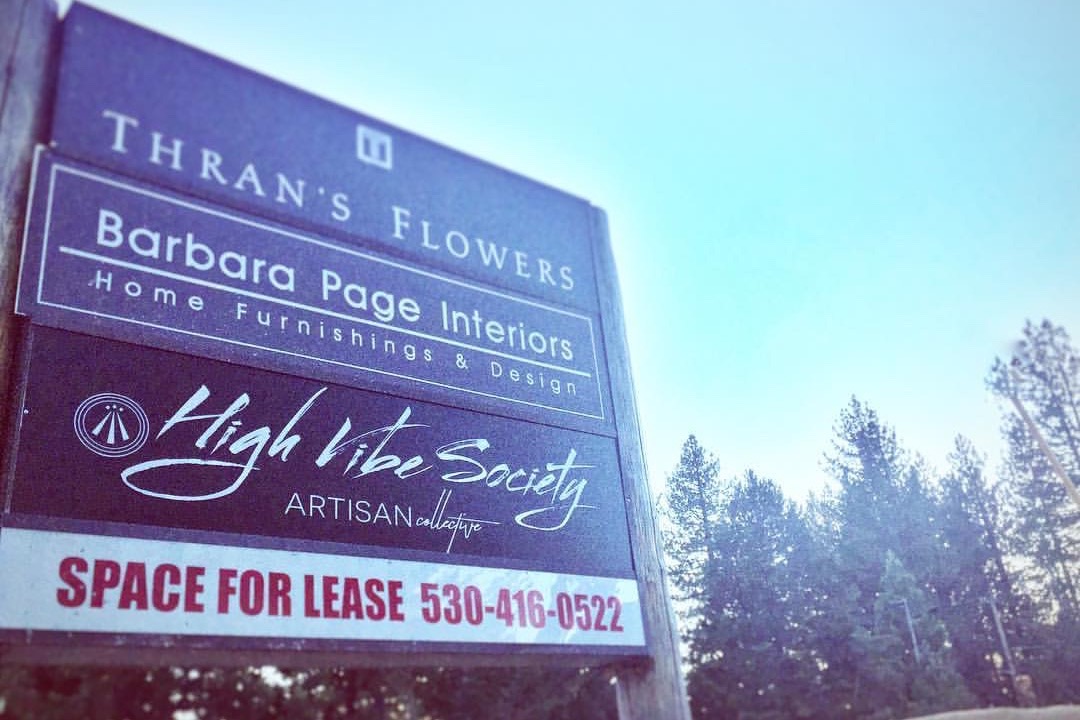 THRAN'S FLOWERS
Barbara Page Interiors
Home Furnishings & Design
High Vibe Society
ARTISAN collective
SPACE FOR LEASE 530-416-0522